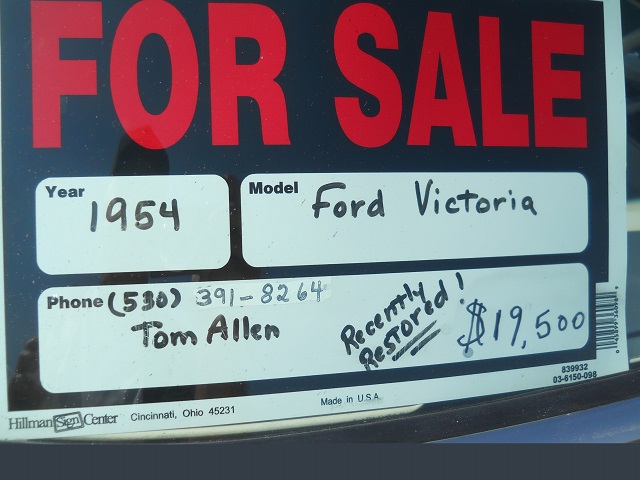 FOR SALE
Year 1954
Model Ford Victoria
Phone (530) 391-8264
Tom Allen
Recently
Restored!
$19,500
839932
03-6150-098
Hillman Sign Center Cincinnati, Ohio 45231 Made in U.S.A.